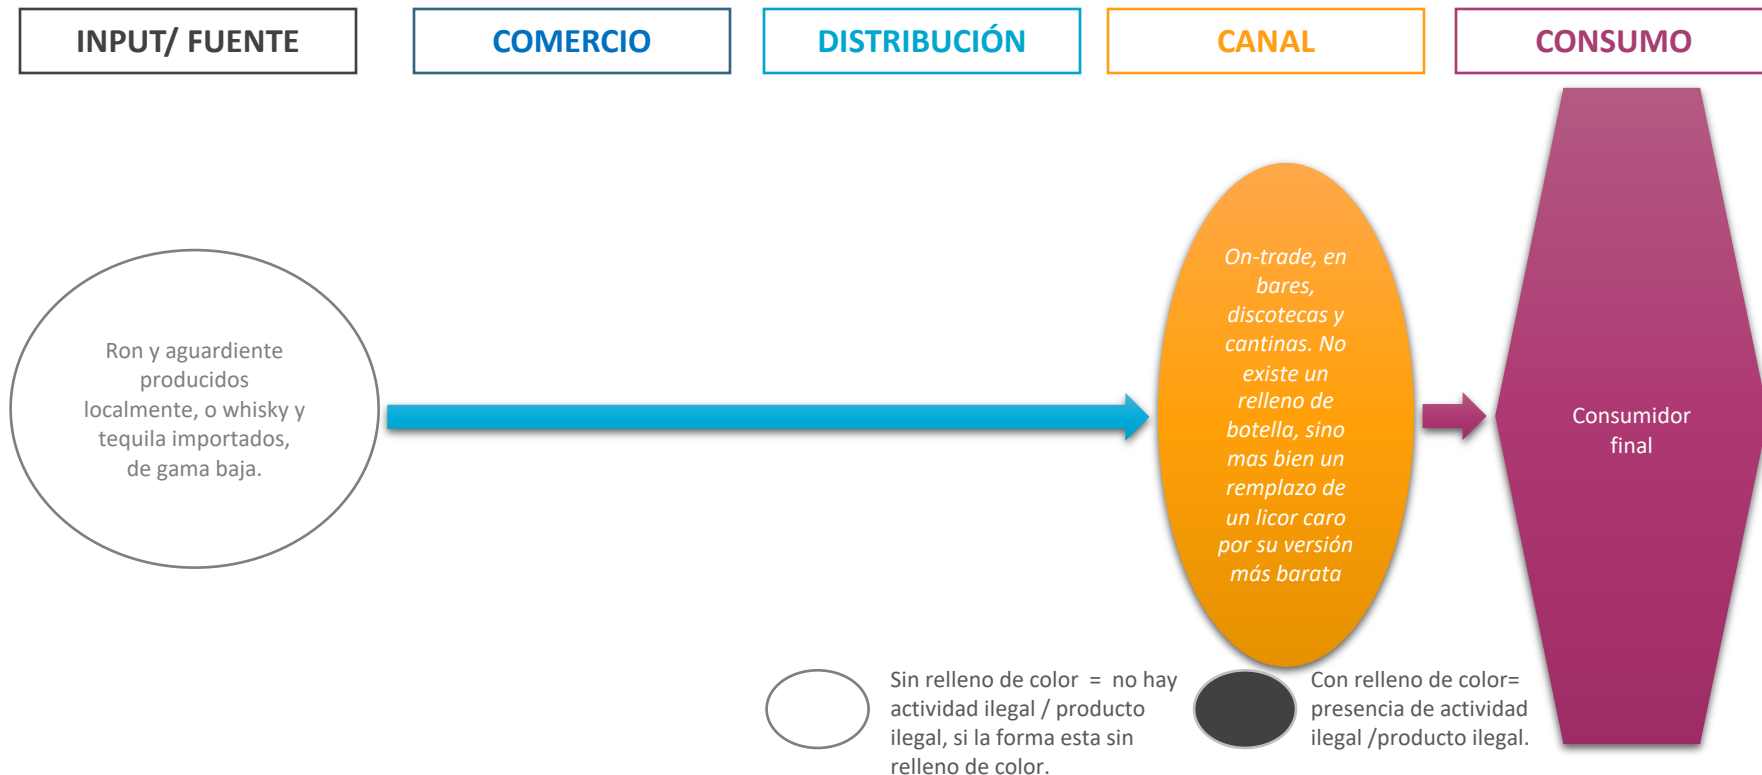 INPUT/ FUENTE
COMERCIO
DISTRIBUCIÓN
CANAL
CONSUMO
Ron y aguardiente
producidos
localmente, o whisky y
tequila importados,
de gama baja.
On-trade, en
bares,
discotecas y
cantinas. No
existe un
relleno de
botella, sino
mas bien un
remplazo de
un licor caro
por su versión
más barata
Consumidor
final
Sin relleno de color = no hay
actividad ilegal / producto
ilegal, si la forma esta sin
relleno de color.
Con relleno de color=
presencia de actividad
ilegal /producto ilegal.